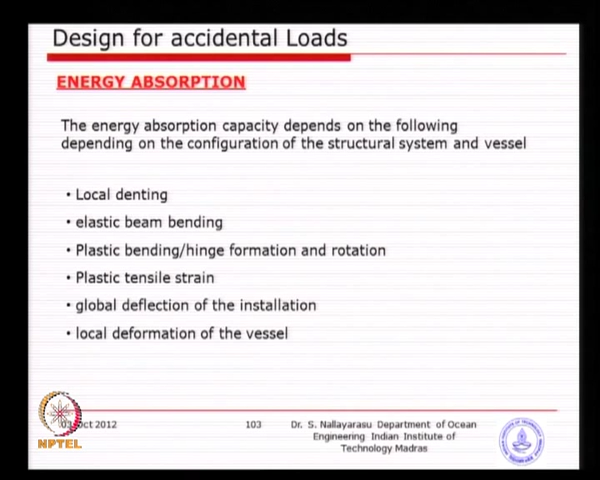 Design for accidental Loads
ENERGY ABSORPTION
The energy absorption capacity depends on the following
depending on the configuration of the structural system and vessel
• Local denting
• elastic beam bending
• Plastic bending/hinge formation and rotation
• Plastic tensile strain
• global deflection of the installation
• local deformation of the vessel
Oct 2012
103
Dr. S. Nallayarasu Department of Ocean
Engineering Indian Institute of
Technology Madras
NPTEL